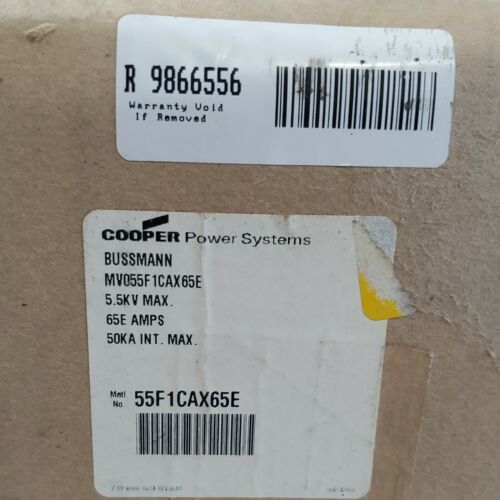 R 9866556
Warranty Void
If Removed
COOPER Power Systems
BUSSMANN
MV055F1CAX65E
5.5KV MAX.
65E AMPS
50KA INT. MAX.
Matl
No. 55F1CAX65E